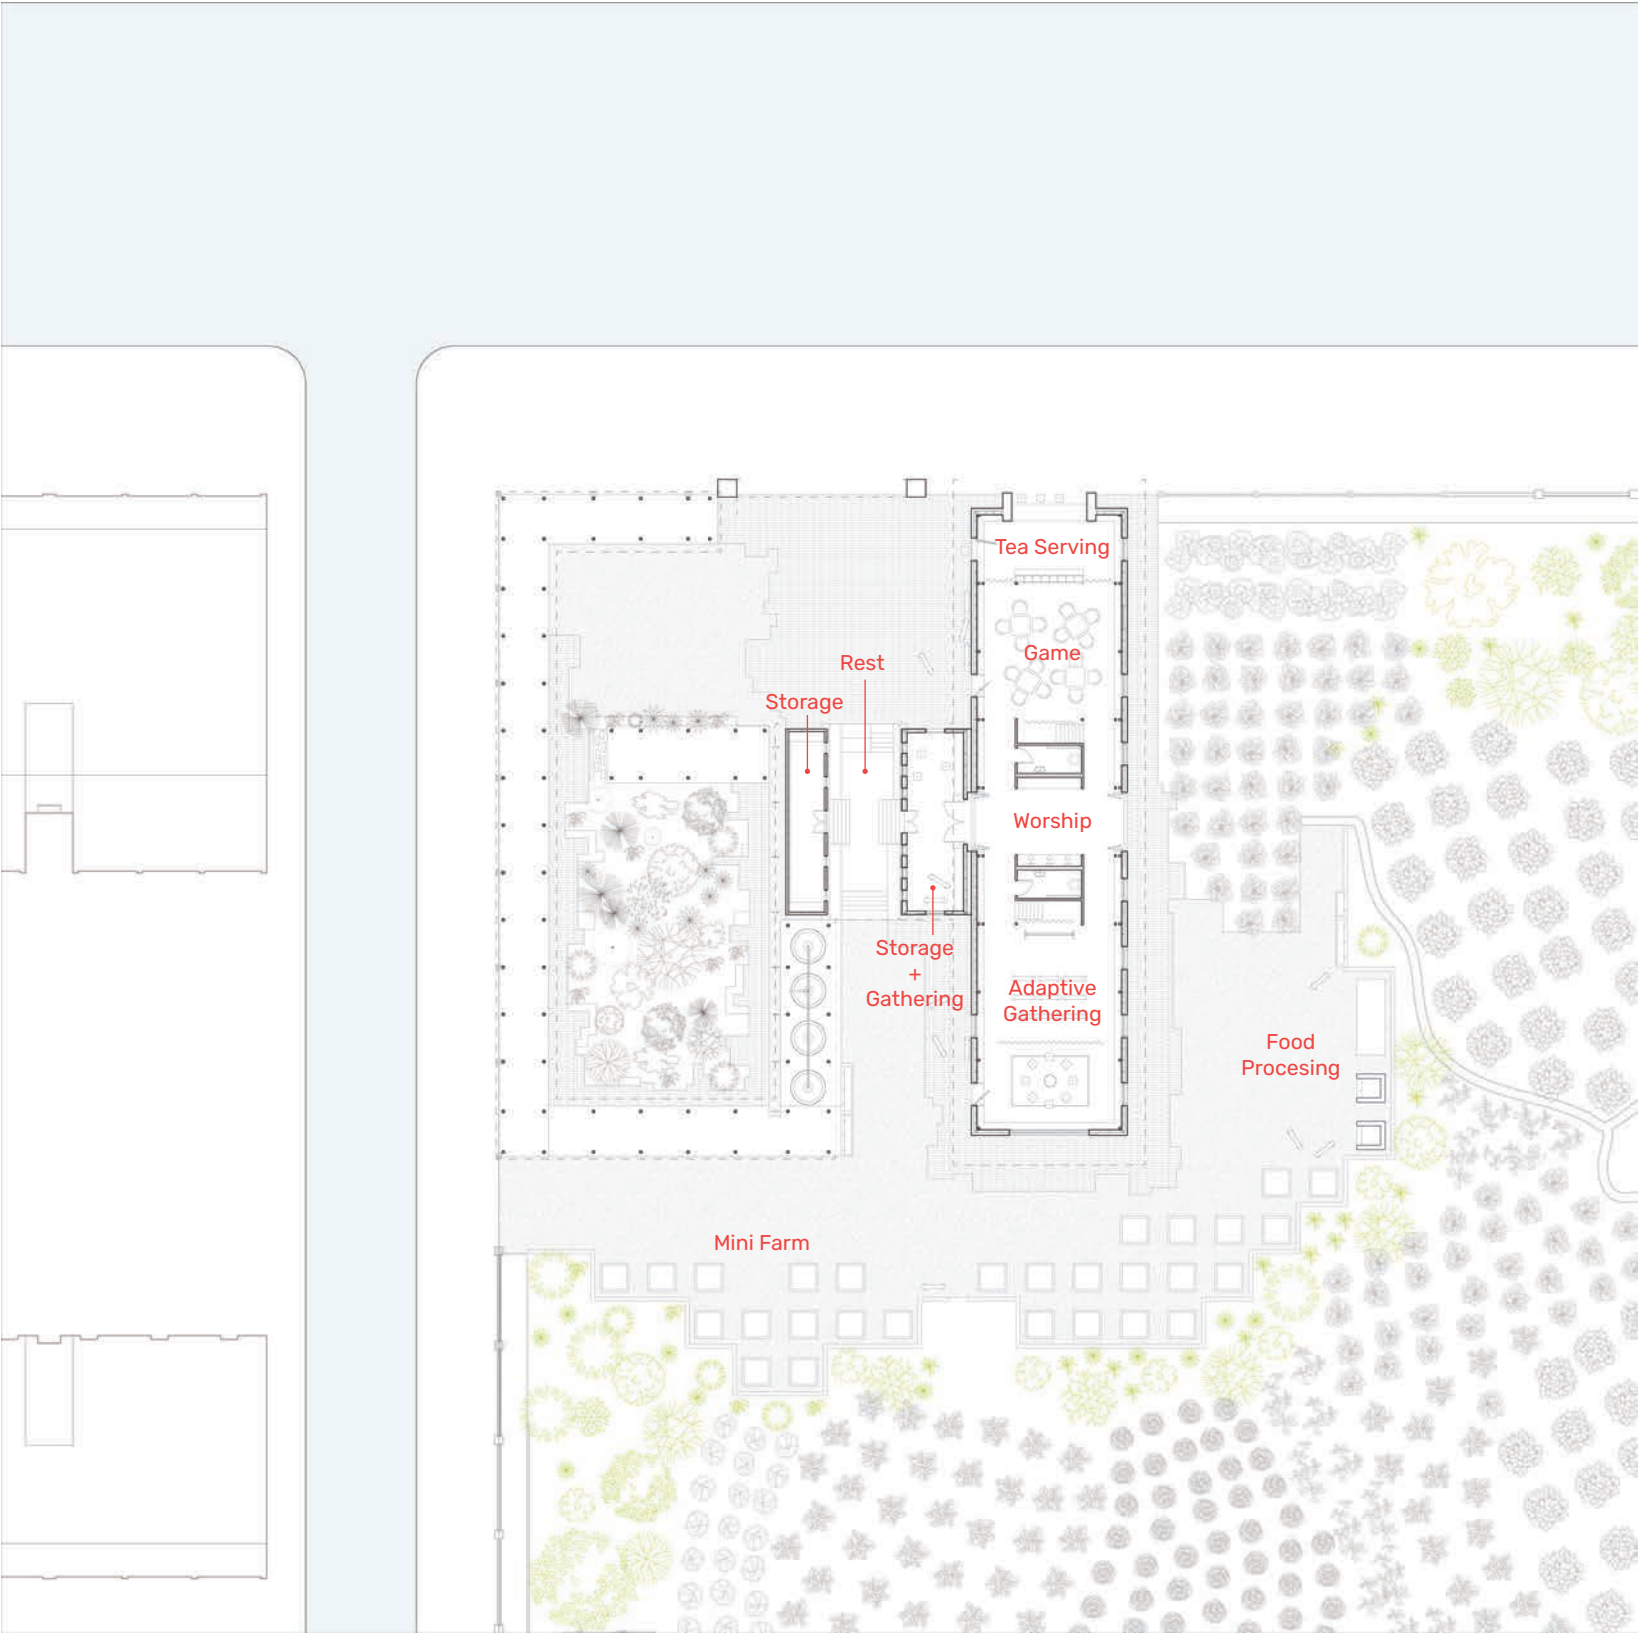 Tea Serving
Game
Rest
Storage
Worship
Storage
+
Gathering
Adaptive
Gathering
Food
Procesing
Mini Farm